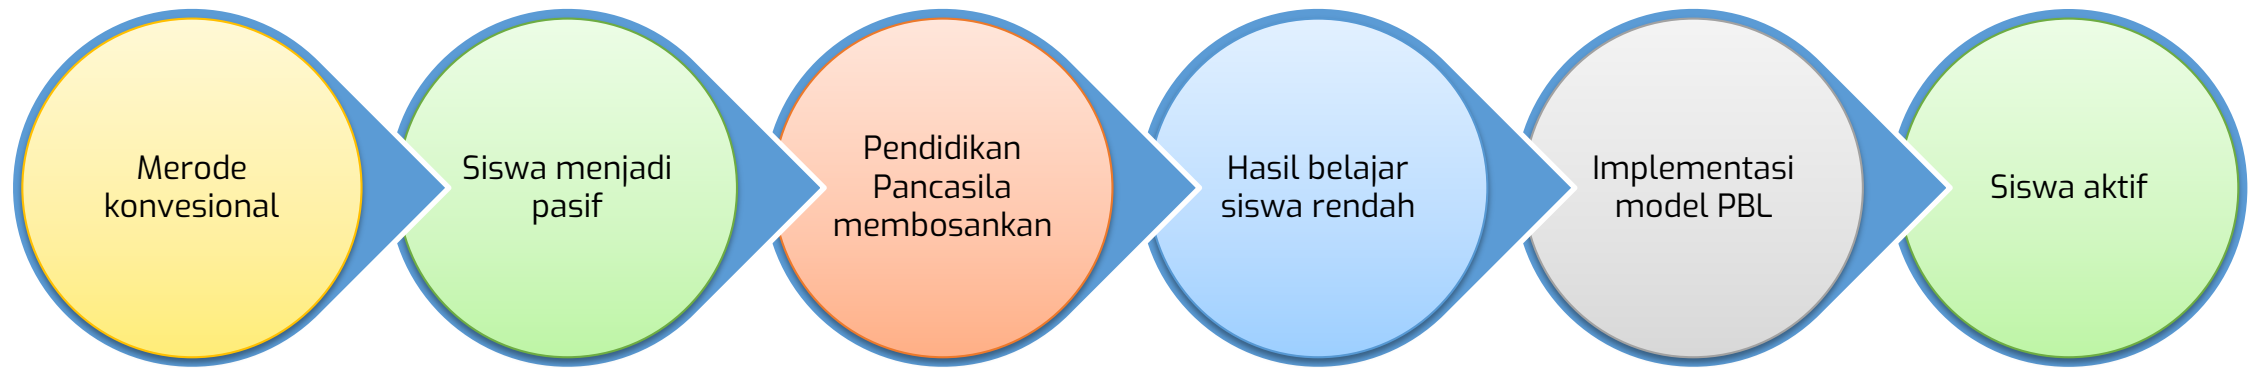 Merode
konvesional
Siswa menjadi
pasif
Pendidikan
Pancasila
membosankan
Hasil belajar
siswa rendah
Implementasi
model PBL
Siswa aktif